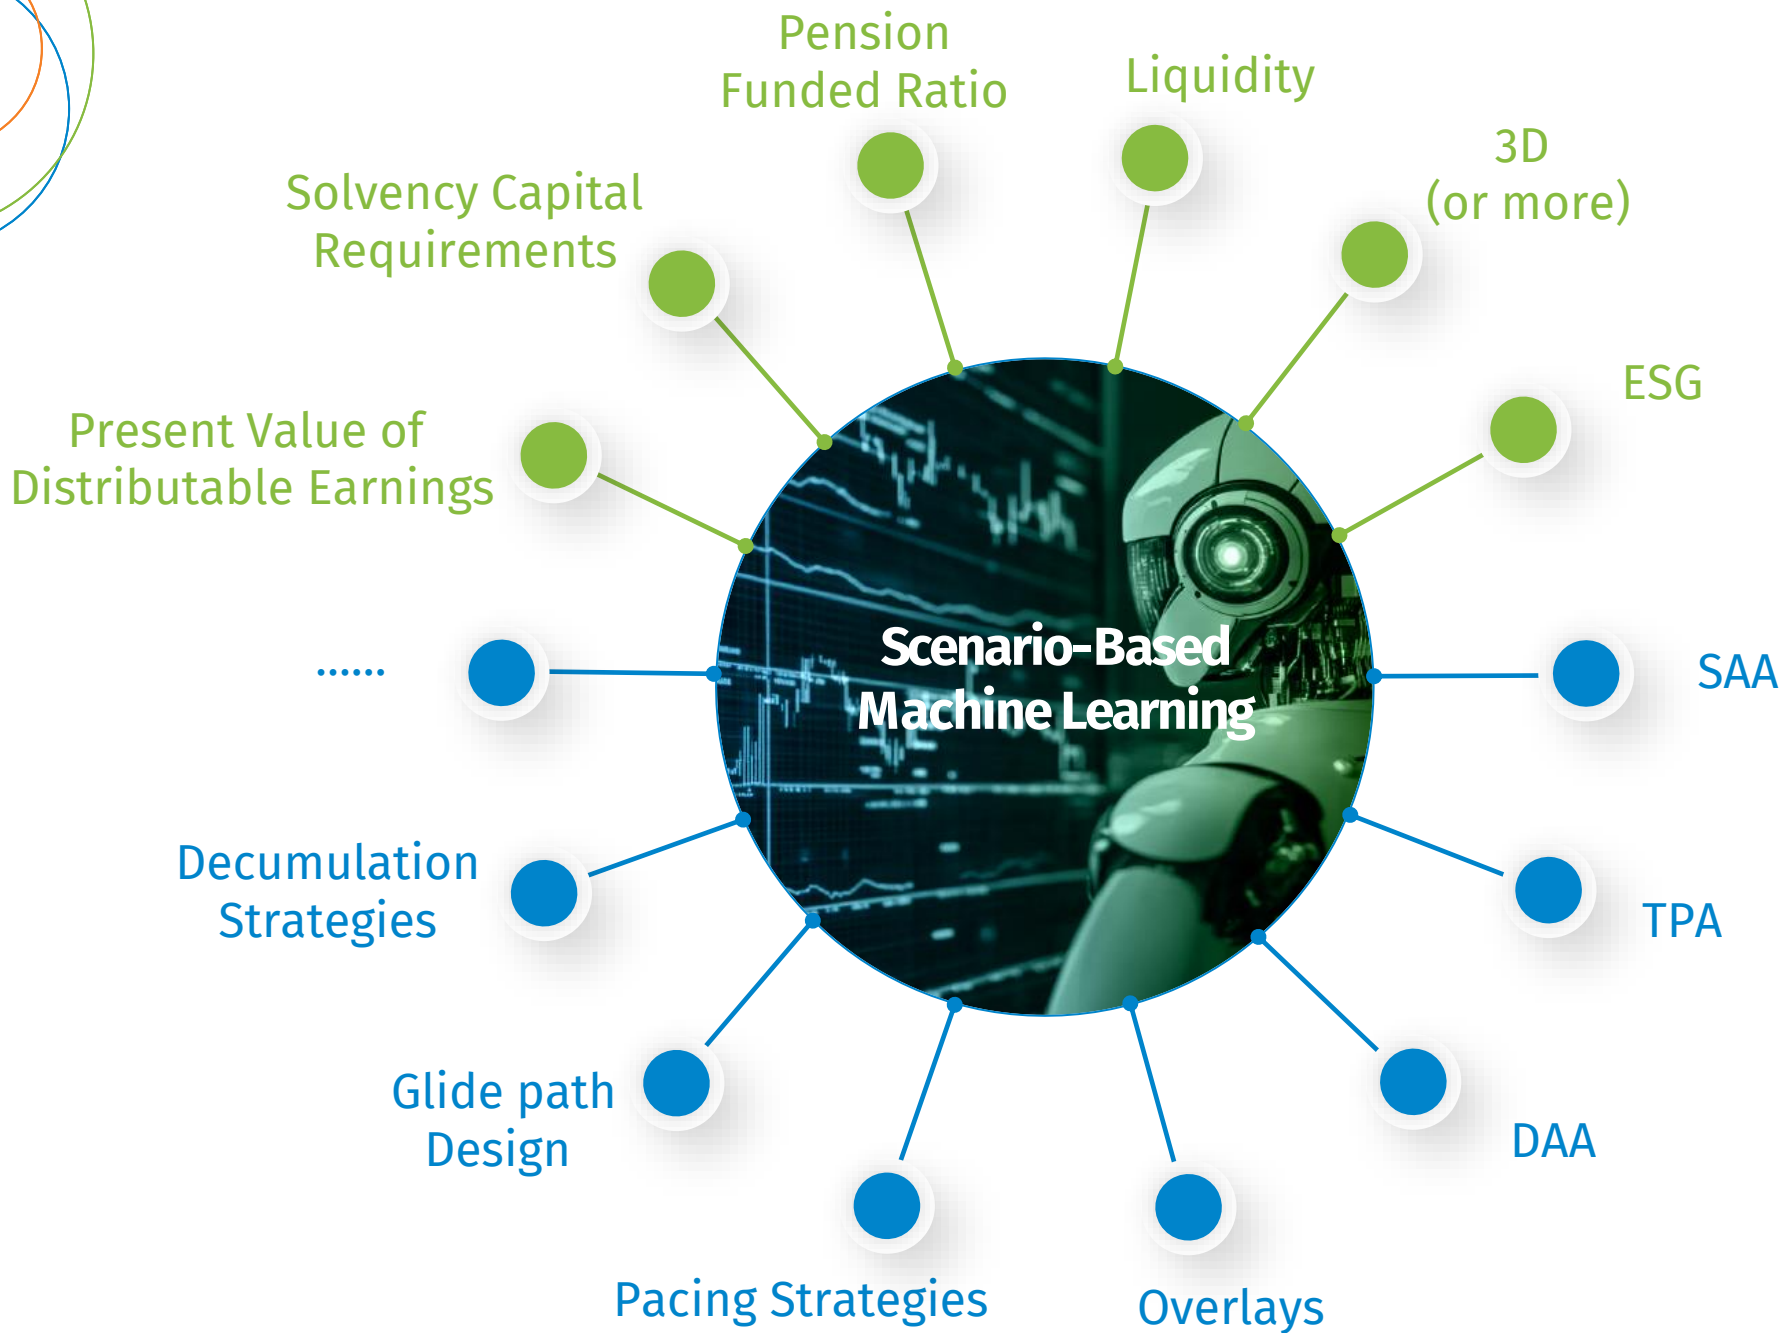 Pension
Funded Ratio
Liquidity
3D
(or more)
Solvency Capital
Requirements
ESG
Present Value of
Distributable Earnings
Scenario-Based
Machine Learning
......
SAA
Decumulation
Strategies
TPA
Glide path
Design
DAA
Pacing Strategies
Overlays